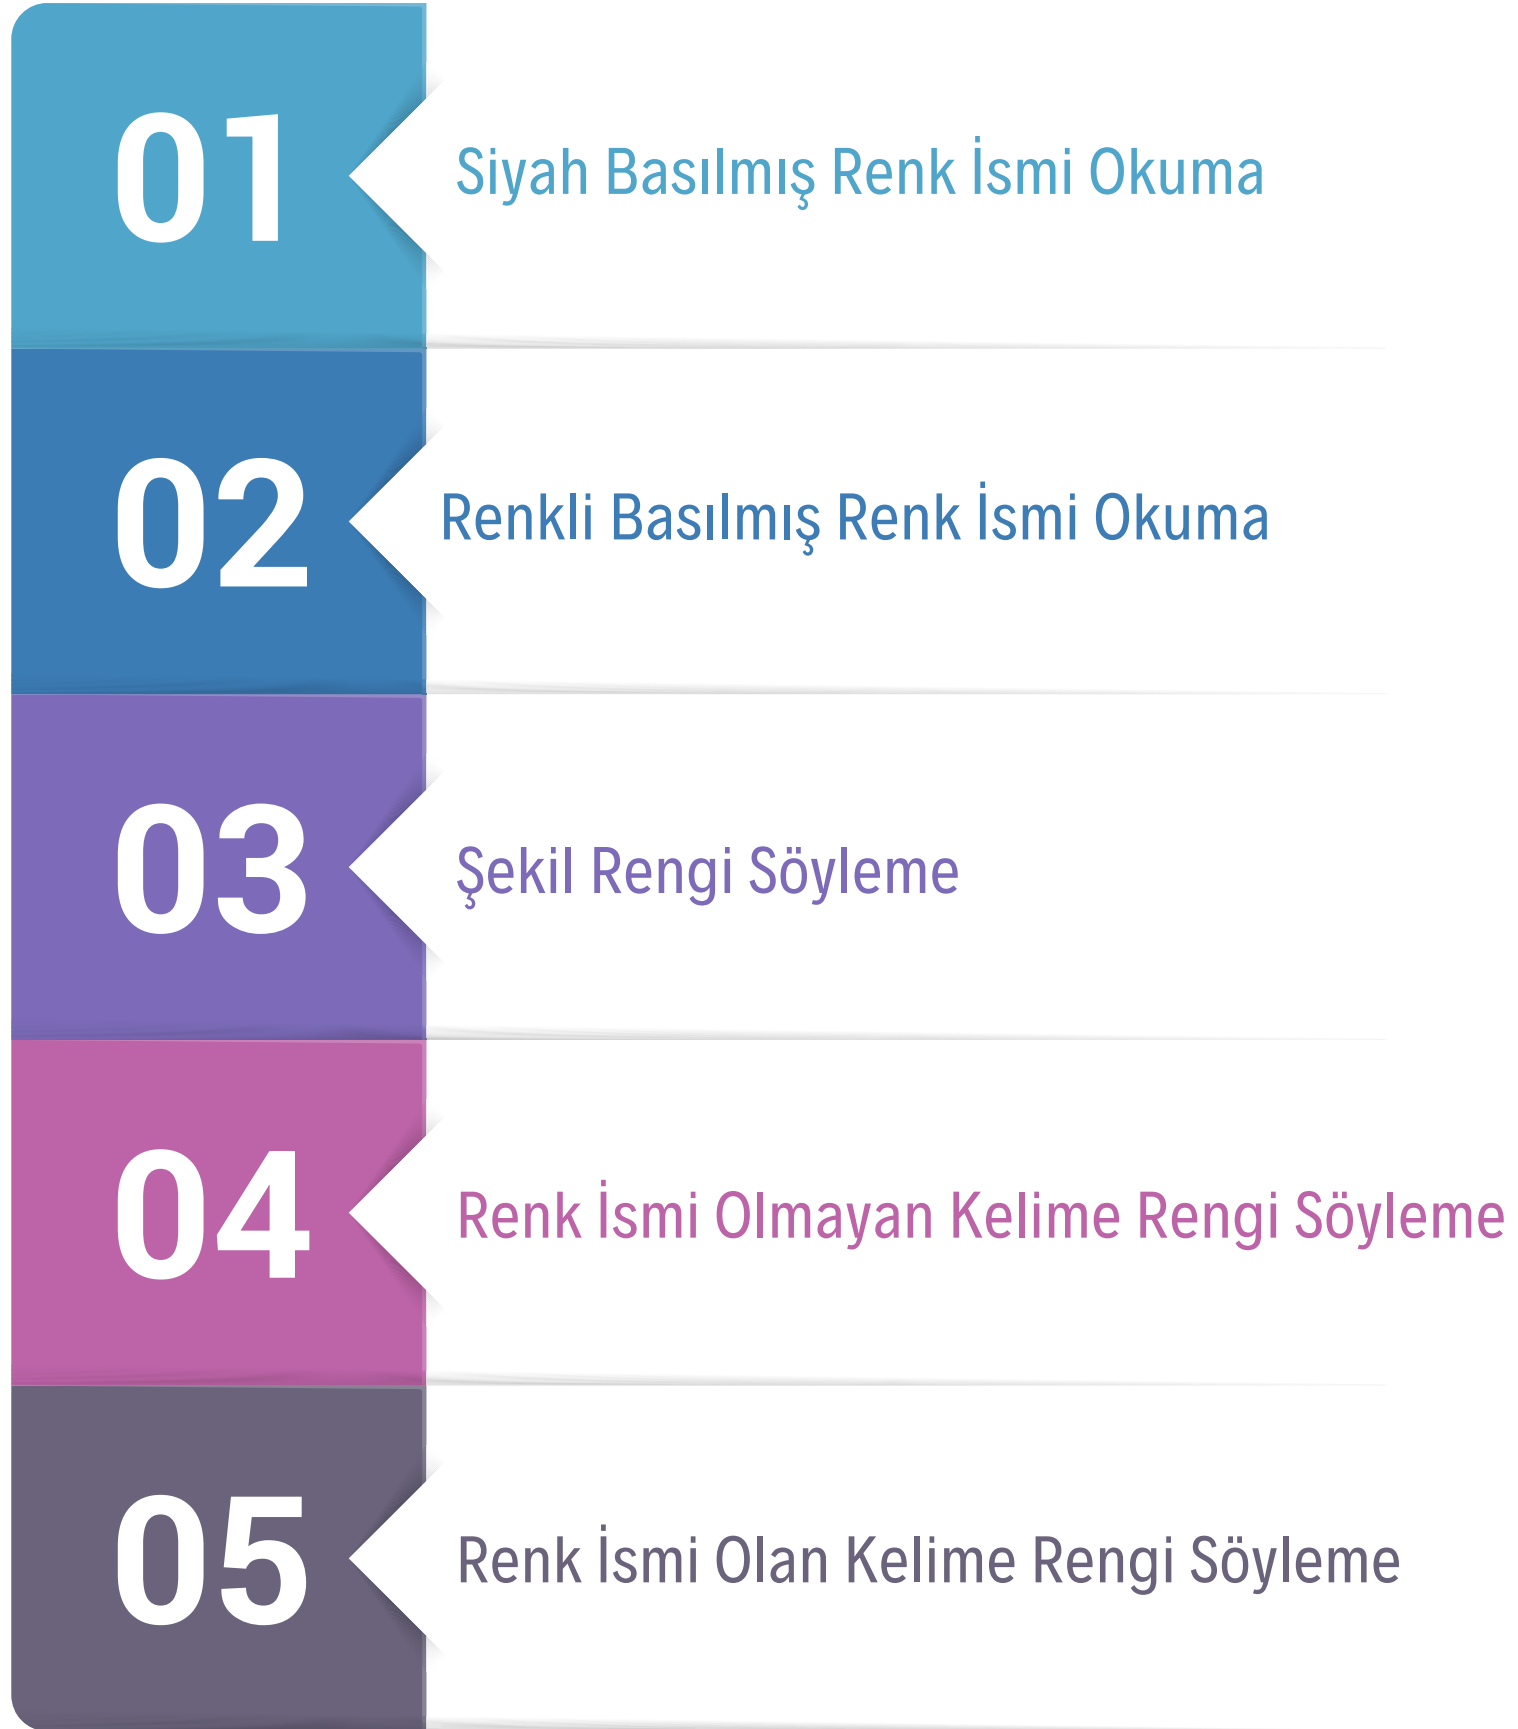 01
Siyah Basılmış Renk İsmi Okuma
02
Renkli Basılmış Renk İsmi Okuma
03
Şekil Rengi Söyleme
04
Renk İsmi Olmayan Kelime Rengi Söyleme
05
Renk İsmi Olan Kelime Rengi Söyleme